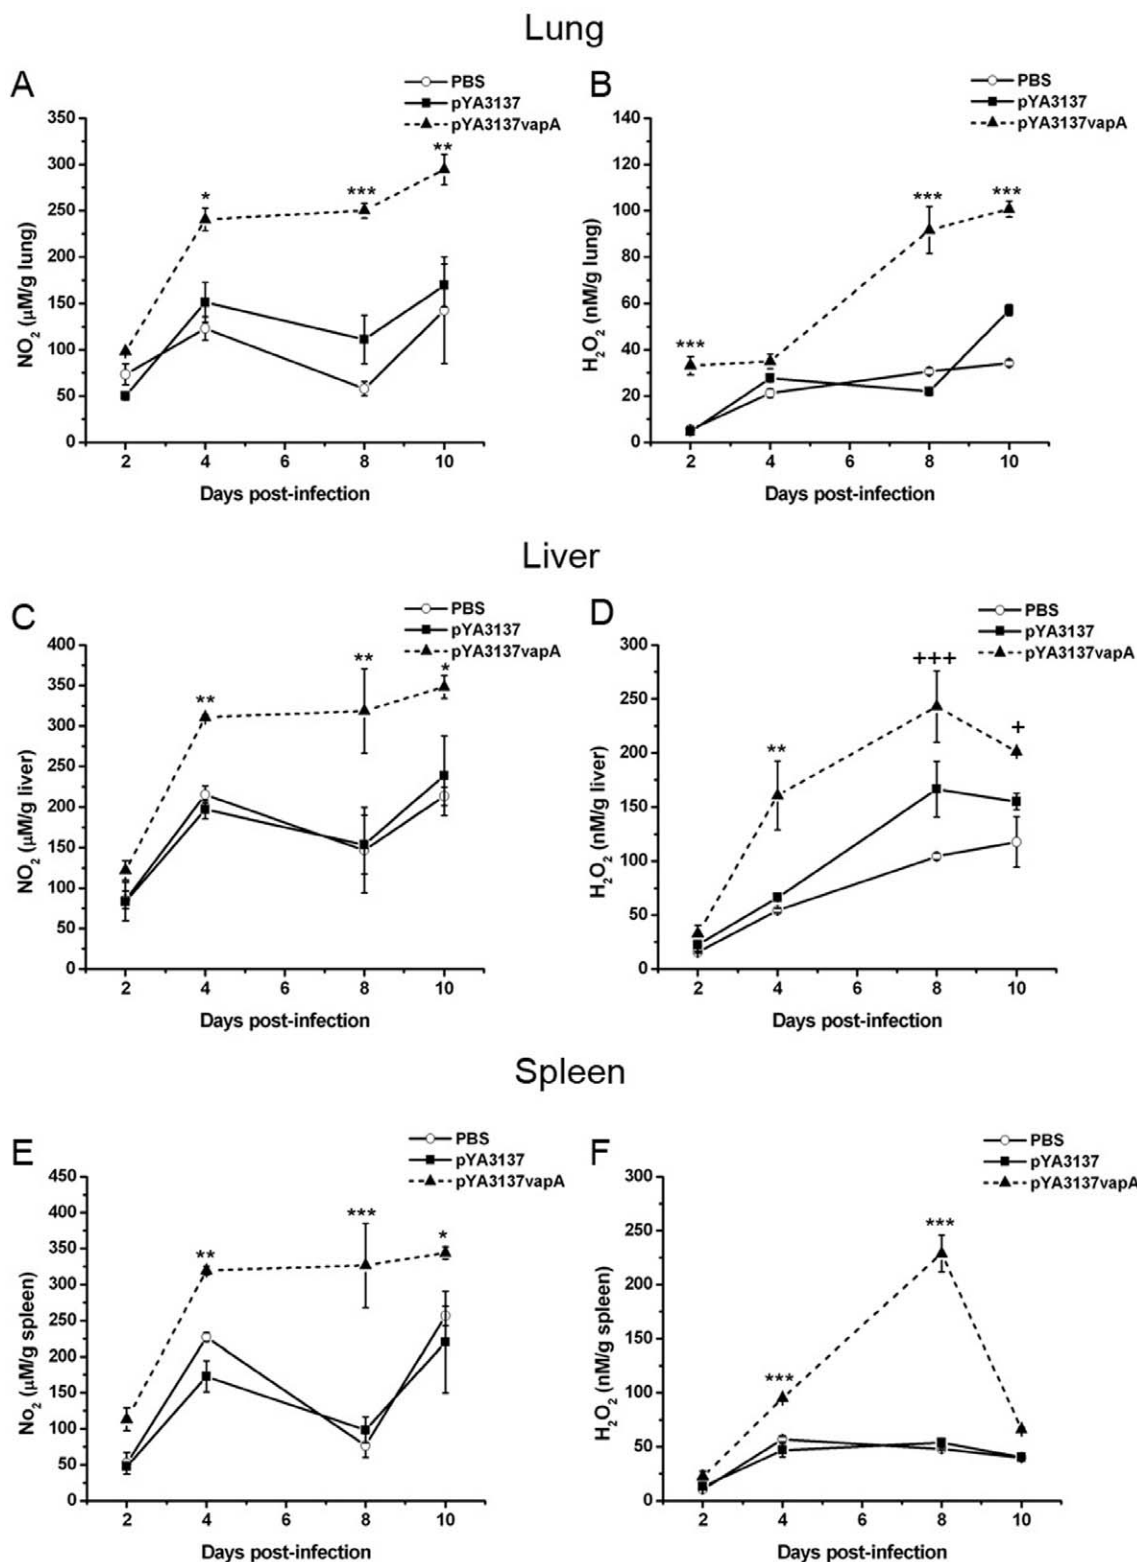 Lung
A
PBS
pYA3137
pYA3137vapA
350
300
250
200
150
100
50
0
NO2 (μM/g lung)
*
***
**
2 4 6 8 10
Days post-infection
B
PBS
pYA3137
pYA3137vapA
140
120
100
80
60
40
20
0
H2O2 (nM/g lung)
***
***
***
2 4 6 8 10
Days post-infection
Liver
C
PBS
pYA3137
pYA3137vapA
400
350
300
250
200
150
100
50
0
NO2 (μM/g liver)
**
**
*
2 4 6 8 10
Days post-infection
D
PBS
pYA3137
pYA3137vapA
300
250
200
150
100
50
0
H2O2 (nM/g liver)
**
+++
+
2 4 6 8 10
Days post-infection
Spleen
E
PBS
pYA3137
pYA3137vapA
450
400
350
300
250
200
150
100
50
0
No2 (μM/g spleen)
**
***
*
2 4 6 8 10
Days post-infection
F
PBS
pYA3137
pYA3137vapA
300
250
200
150
100
50
0
H2O2 (nM/g spleen)
***
***
2 4 6 8 10
Days post-infection